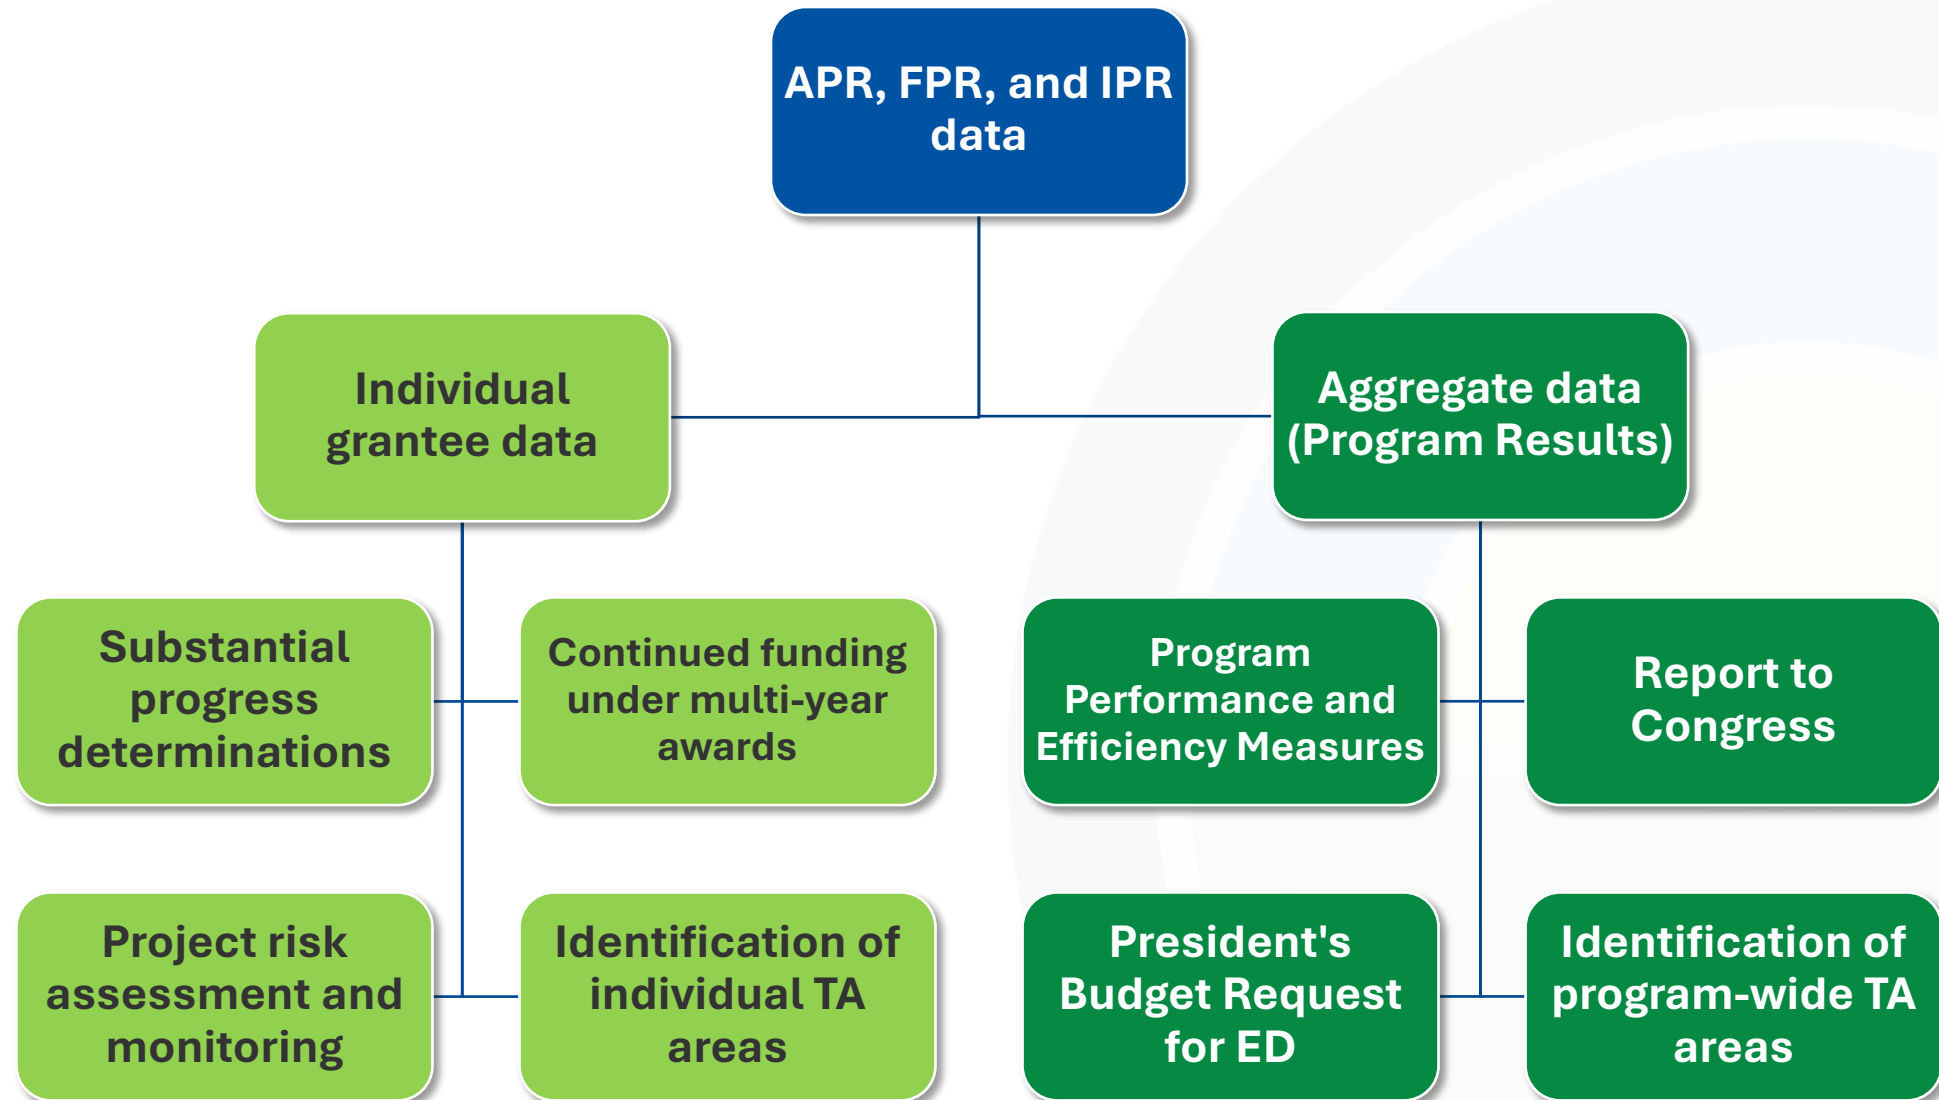 APR, FPR, and IPR
data
Individual
grantee data
Aggregate data
(Program Results)
Substantial
progress
determinations
Continued funding
under multi-year
awards
Program
Performance and
Efficiency Measures
Report to
Congress
Project risk
assessment and
monitoring
Identification of
individual TA
areas
President's
Budget Request
for ED
Identification of
program-wide TA
areas